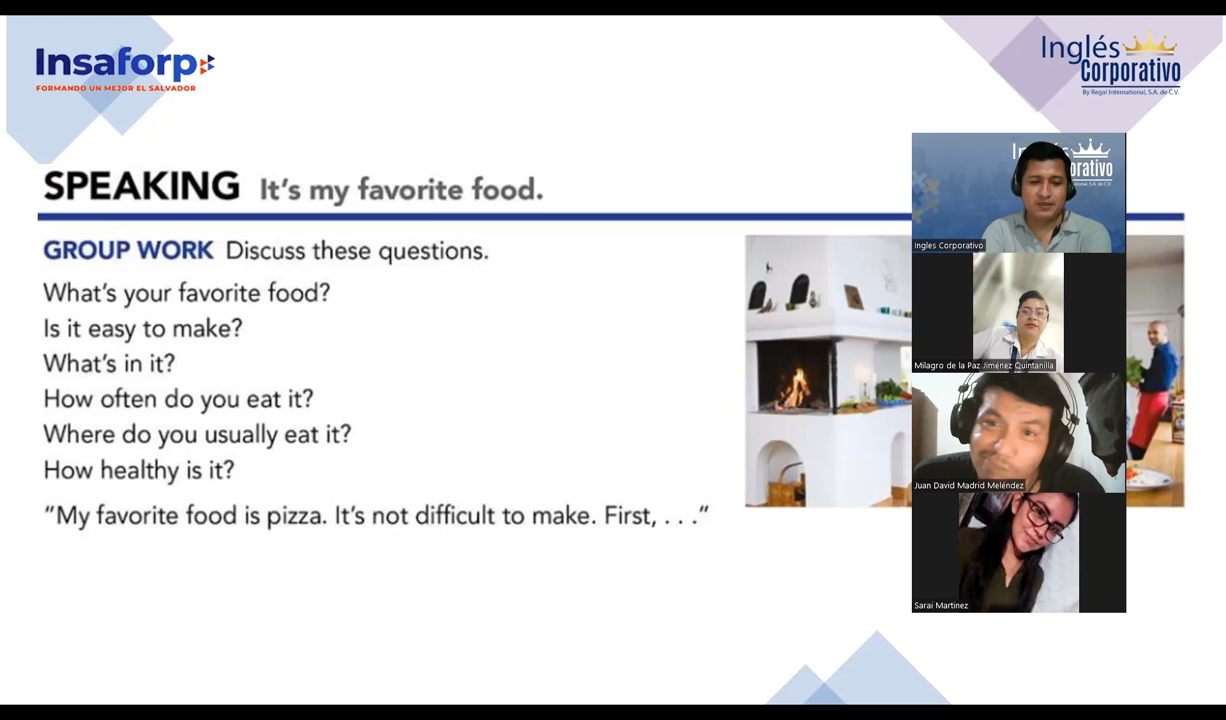 Insaforp
FORMANDO UN MEJOR EL SALVADOR
Inglés
Corporativo
By Regal International, S.A. de C.V.
SPEAKING It's my favorite food.
GROUP WORK Discuss these questions.
What's your favorite food?
Is it easy to make?
What's in it?
How often do you eat it?
Where do you usually eat it?
How healthy is it?
"My favorite food is pizza. It's not difficult to make. First, . . ."
Ingles Corporativo
Milagro de la Paz Jiménez Quintanilla
Juan David Madrid Meléndez
Sarai Martinez